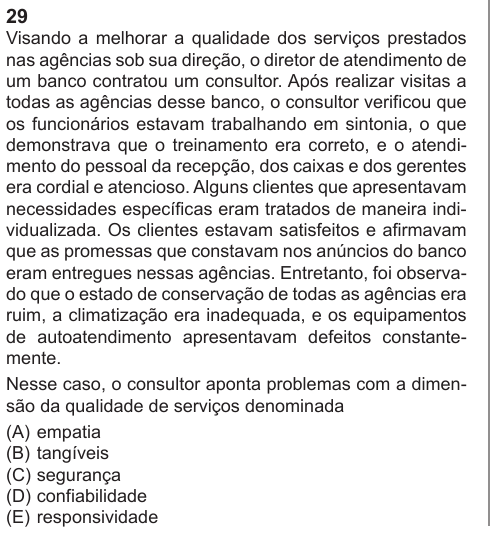 29
Visando a melhorar a qualidade dos serviços prestados
nas agências sob sua direção, o diretor de atendimento de
um banco contratou um consultor. Após realizar visitas a
todas as agências desse banco, o consultor verificou que
os funcionários estavam trabalhando em sintonia, o que
demonstrava que o treinamento era correto, e o atendi-
mento do pessoal da recepção, dos caixas e dos gerentes
era cordial e atencioso. Alguns clientes que apresentavam
necessidades específicas eram tratados de maneira indi-
vidualizada. Os clientes estavam satisfeitos e afirmavam
que as promessas que constavam nos anúncios do banco
eram entregues nessas agências. Entretanto, foi observa-
do que o estado de conservação de todas as agências era
ruim, a climatização era inadequada, e os equipamentos
de autoatendimento apresentavam defeitos constante-
mente.
Nesse caso, o consultor aponta problemas com a dimen-
são da qualidade de serviços denominada
(A) empatia
(B) tangíveis
(C) segurança
(D) confiabilidade
(E) responsividade